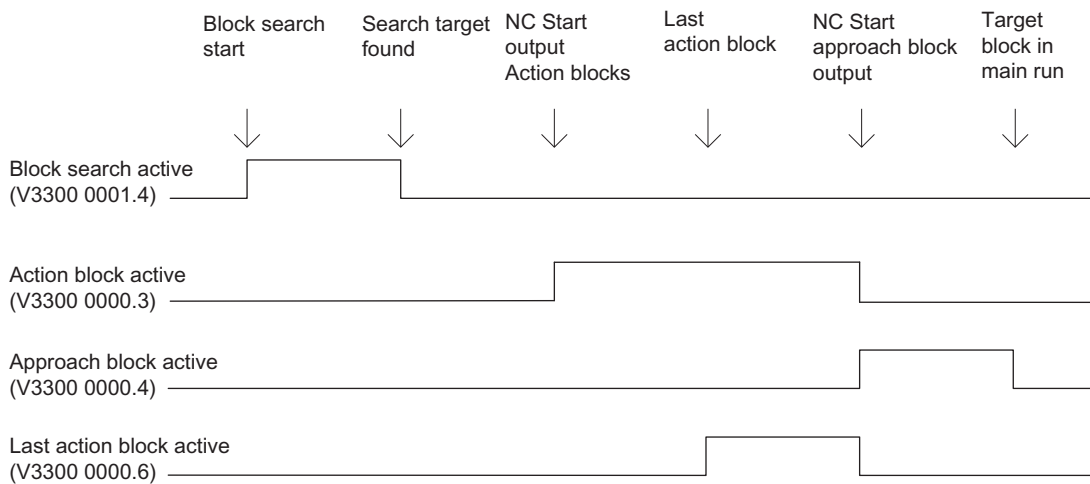 Block search
start
Search target
found
NC Start
output
Action blocks
Last
action block
NC Start
approach block
output
Target
block in
main run
Block search active
(V3300 0001.4)
Action block active
(V3300 0000.3)
Approach block active
(V3300 0000.4)
Last action block active
(V3300 0000.6)